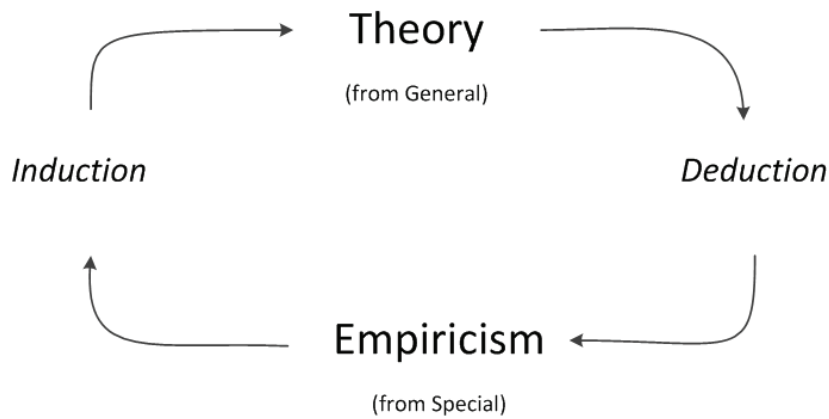 Theory
(from General)
Induction
Deduction
Empiricism
(from Special)